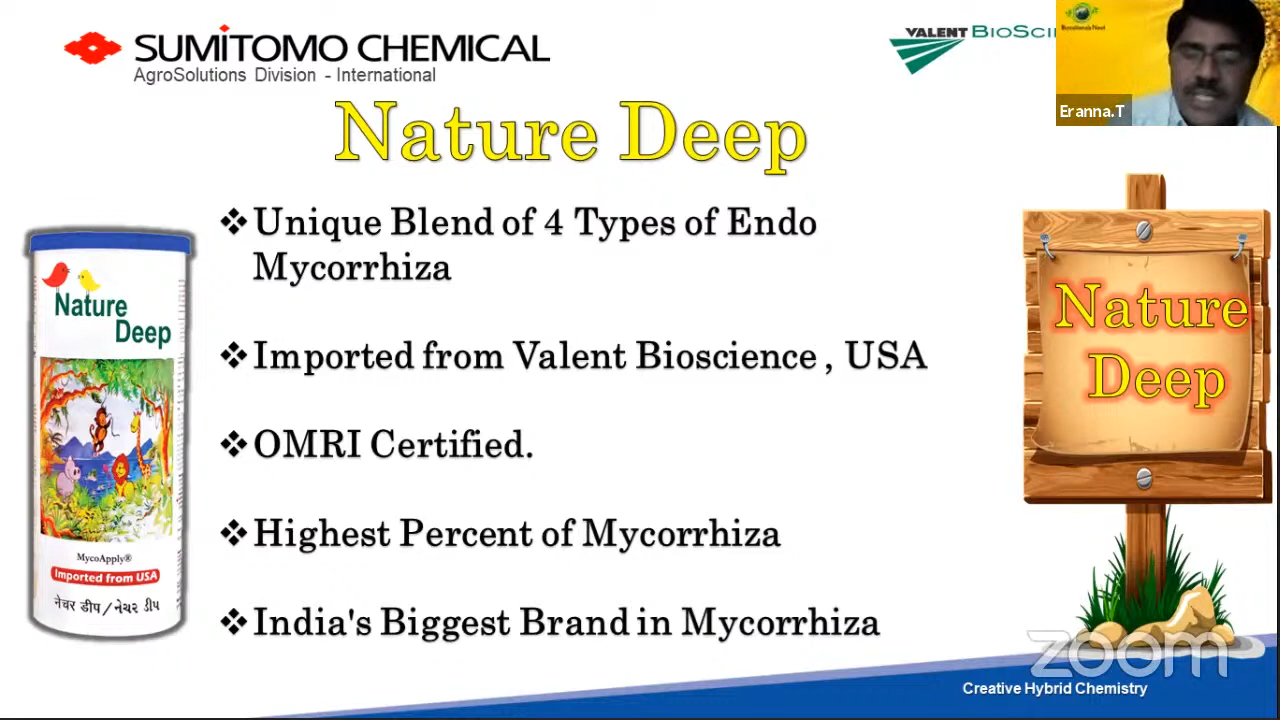 SUMITOMO CHEMICAL
AgroSolutions Division - International
VALENT BIOSCI
Eranna.T
Nature Deep
❖Unique Blend of 4 Types of Endo
Mycorrhiza
❖Imported from Valent Bioscience , USA
❖OMRI Certified.
❖Highest Percent of Mycorrhiza
❖India's Biggest Brand in Mycorrhiza
Nature
Deep
MycoApply®
Imported from USA
नेचर डीप/નેચર ડીપ
Nature
Deep
zoom
Creative Hybrid Chemistry